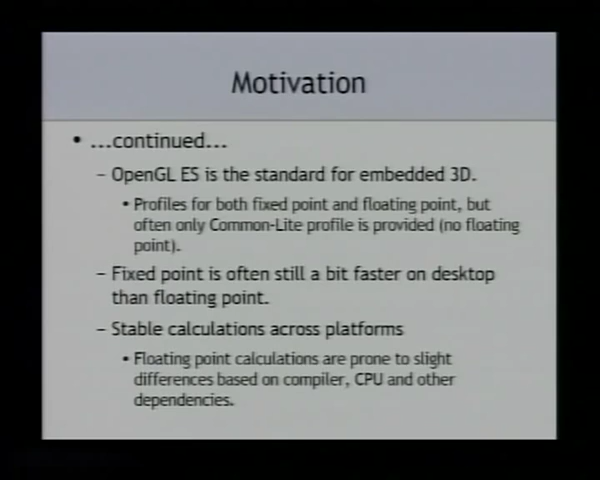 Motivation
• ...continued...
– OpenGL ES is the standard for embedded 3D.
• Profiles for both fixed point and floating point, but
often only Common-Lite profile is provided (no floating
point).
– Fixed point is often still a bit faster on desktop
than floating point.
– Stable calculations across platforms
• Floating point calculations are prone to slight
differences based on compiler, CPU and other
dependencies.